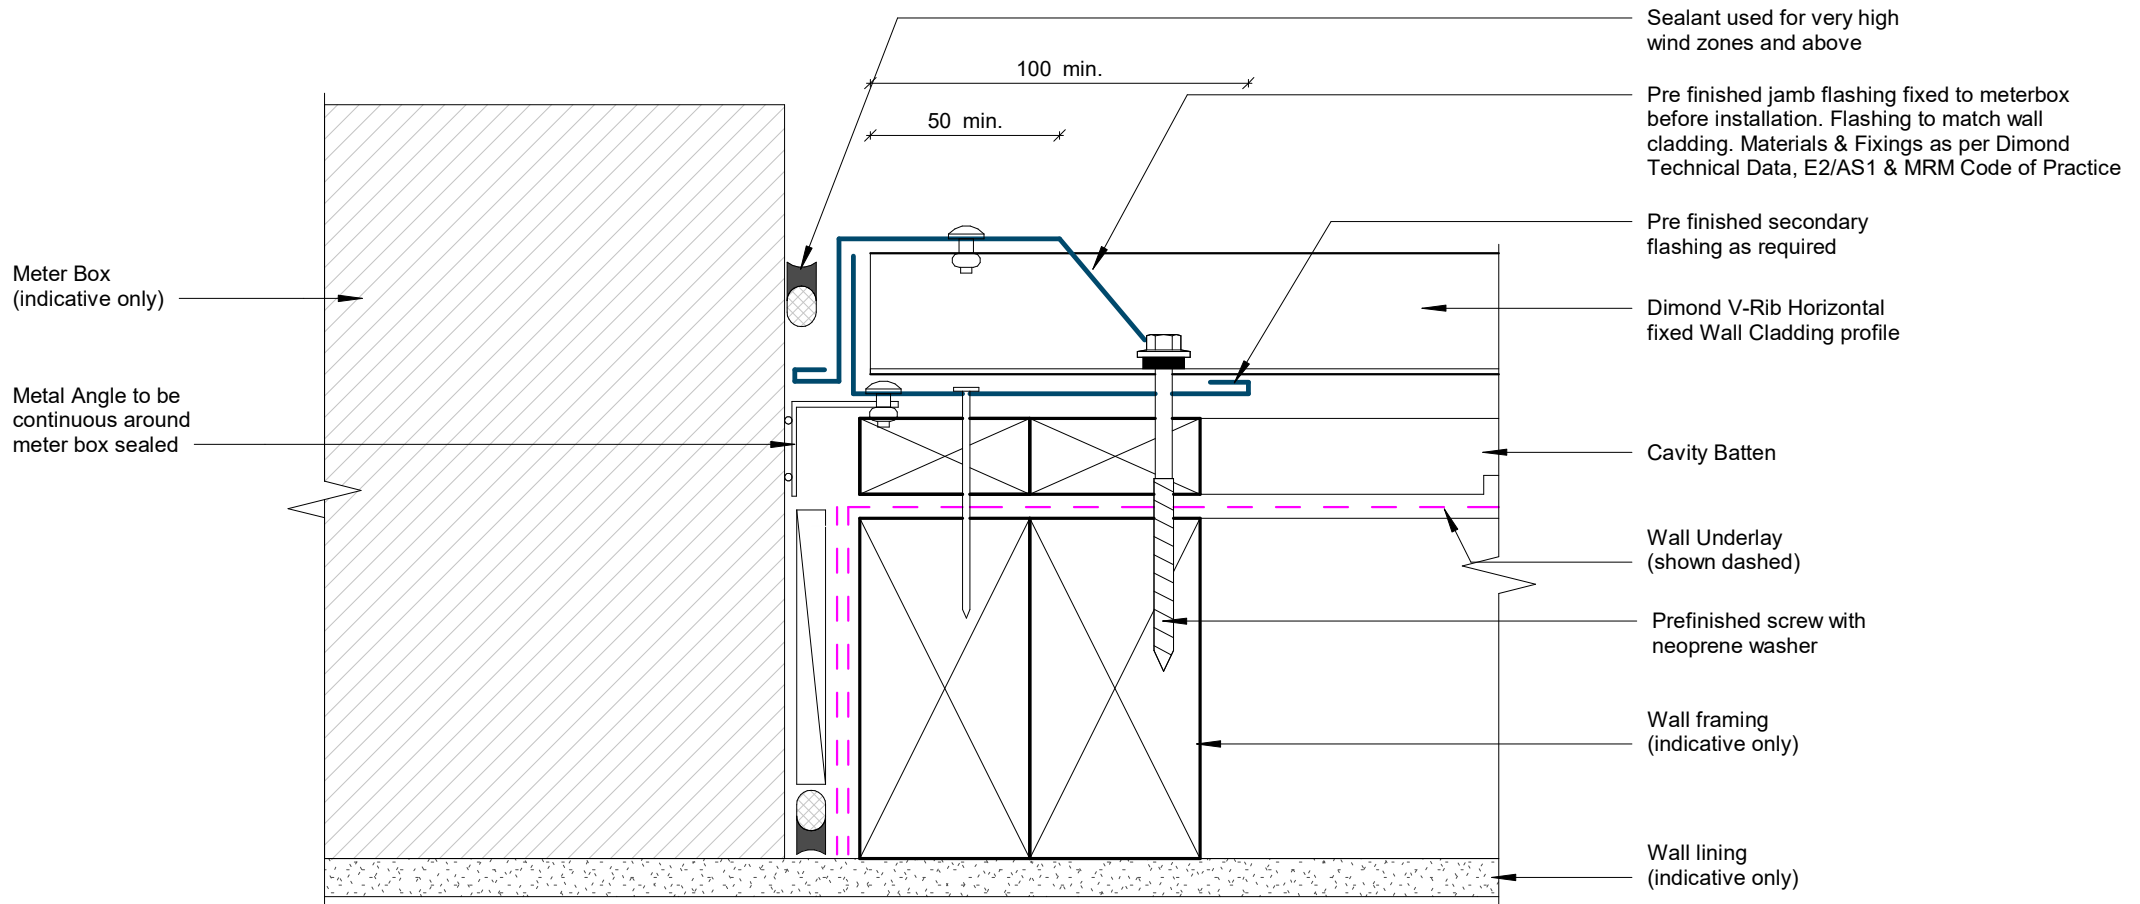 Sealant used for very high
wind zones and above
100 min.
Pre finished jamb flashing fixed to meterbox
before installation. Flashing to match wall
cladding. Materials & Fixings as per Dimond
Technical Data, E2/AS1 & MRM Code of Practice
50 min.
Pre finished secondary
flashing as required
Meter Box
(indicative only)
Dimond V-Rib Horizontal
fixed Wall Cladding profile
Metal Angle to be
continuous around
meter box sealed
Cavity Batten
Wall Underlay
(shown dashed)
Prefinished screw with
neoprene washer
Wall framing
(indicative only)
Wall lining
(indicative only)